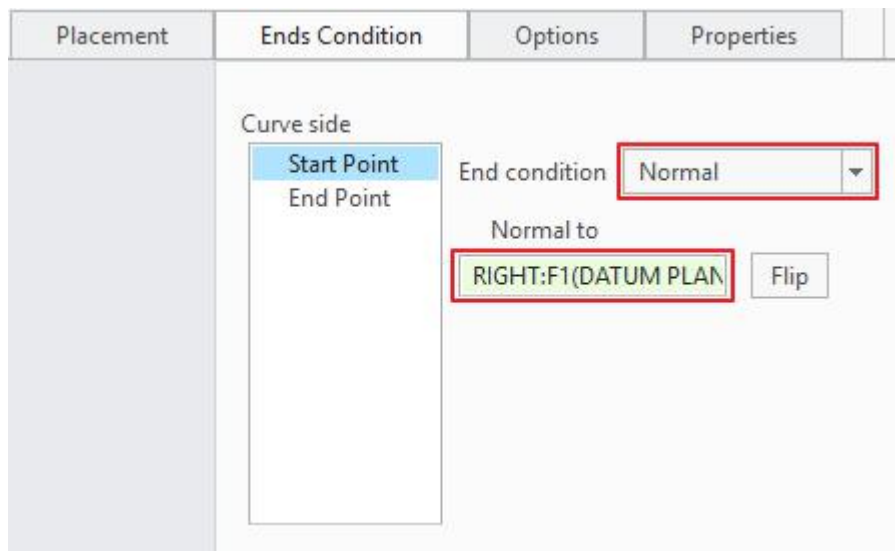 Placement Ends Condition Options Properties
Curve side
Start Point
End Point
End condition Normal
Normal to
RIGHT:F1(DATUM PLAN Flip